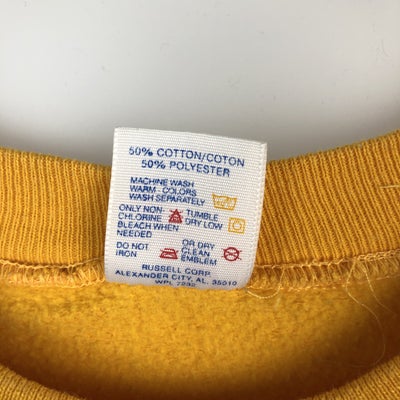 50% COTTON/COTON
50% POLYESTER
MACHINE WASH
WARM - COLORS
WASH SEPARATELY
ONLY NON- TUMBLE
CHLORINE DRY LOW
BLEACH WHEN
NEEDED
DO NOT OR DRY
IRON CLEAN
EMBLEM
RUSSELL CORP.
ALEXANDER CITY, AL. 35010
WPL